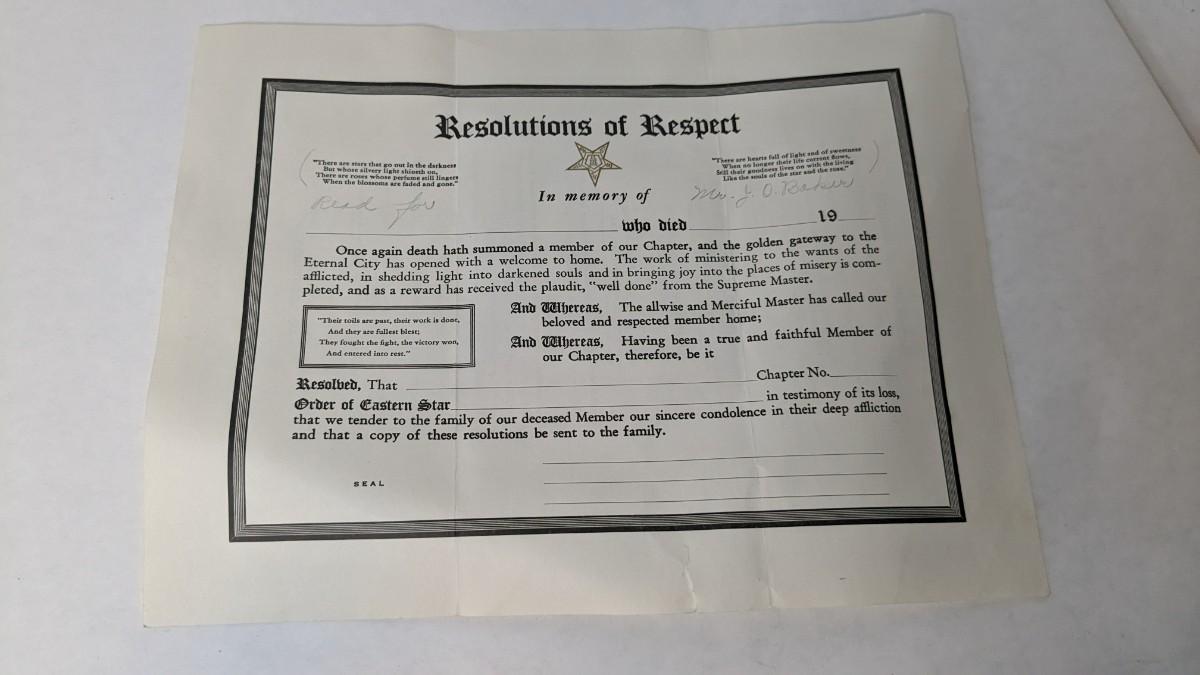 Resolutions of Respect
"There are stars that go out in the darkness
But whose silvery light shineth on,
There are roses whose perfume still lingers
When the blossoms are faded and gone."
"There are hearts full of light and of sweetness
When no longer their life current flows,
Still their goodness lives on with the living
Like the souls of the star and the rose."
In memory of
Read for
Mr. J. O. Baker
who died 19
Once again death hath summoned a member of our Chapter, and the golden gateway to the
Eternal City has opened with a welcome to home. The work of ministering to the wants of the
afflicted, in shedding light into darkened souls and in bringing joy into the places of misery is com-
pleted, and as a reward has received the plaudit, "well done" from the Supreme Master.
"Their toils are past, their work is done,
And they are fullest blest;
They fought the fight, the victory won,
And entered into rest."
And Whereas, The allwise and Merciful Master has called our
beloved and respected member home;
And Whereas, Having been a true and faithful Member of
our Chapter, therefore, be it
Resolved, That Chapter No.
Order of Eastern Star in testimony of its loss,
that we tender to the family of our deceased Member our sincere condolence in their deep affliction
and that a copy of these resolutions be sent to the family.
SEAL